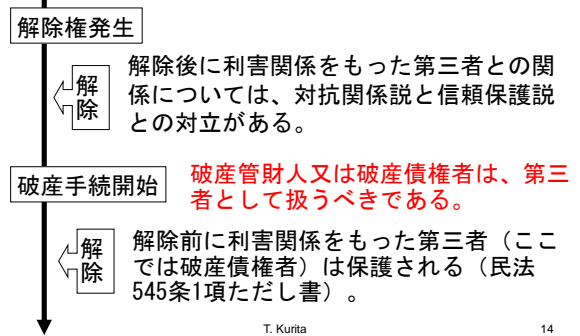 解除権発生
解
除
解除後に利害関係をもった第三者との関
係については、対抗関係説と信頼保護説
との対立がある。
破産手続開始
破産管財人又は破産債権者は、第三
者として扱うべきである。
解
除
解除前に利害関係をもった第三者（ここ
では破産債権者）は保護される（民法
545条1項ただし書）。
T. Kurita
14